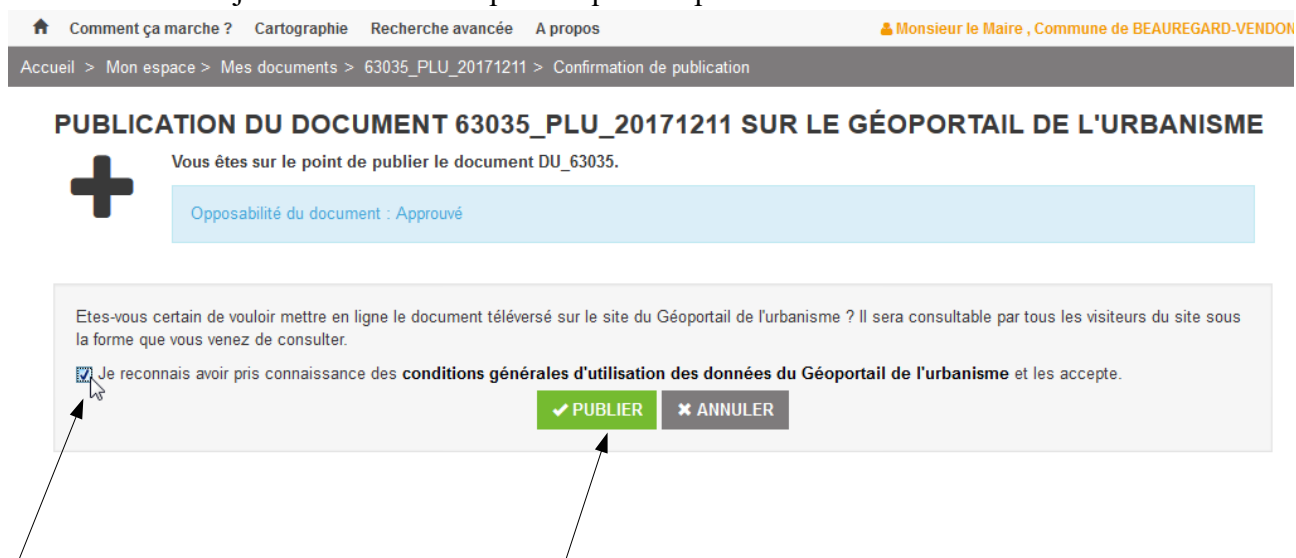 Comment ça marche ? Cartographie Recherche avancée A propos Monsieur le Maire , Commune de BEAUREGARD-VENDON
Accueil > Mon espace > Mes documents > 63035_PLU_20171211 > Confirmation de publication
PUBLICATION DU DOCUMENT 63035_PLU_20171211 SUR LE GÉOPORTAIL DE L'URBANISME
Vous êtes sur le point de publier le document DU_63035.
Opposabilité du document : Approuvé
Etes-vous certain de vouloir mettre en ligne le document téléversé sur le site du Géoportail de l'urbanisme ? Il sera consultable par tous les visiteurs du site sous
la forme que vous venez de consulter.
Je reconnais avoir pris connaissance des conditions générales d'utilisation des données du Géoportail de l'urbanisme et les accepte.
PUBLIER ANNULER